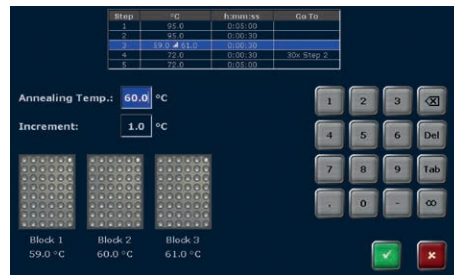 Step °C h:mm:ss Go To
1 95.0 0:05:00
2 95.0 0:00:30
3 59.0 61.0 0:00:30
4 72.0 0:00:30 30x Step 2
5 72.0 0:05:00
Annealing Temp.: 60.0 °C
Increment: 1.0 °C
1 2 3
4 5 6 Del
7 8 9 Tab
. 0 - ∞
Block 1 Block 2 Block 3
59.0 °C 60.0 °C 61.0 °C